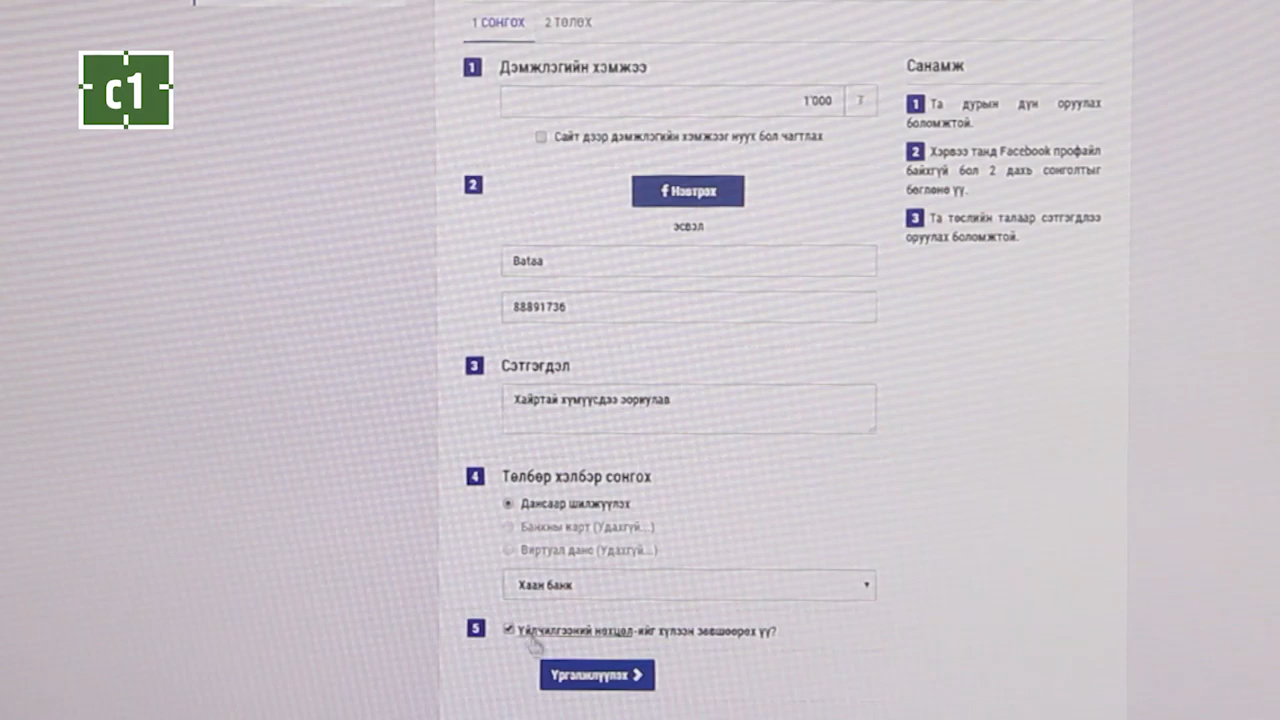 c1
1 СОНГОХ 2 ТӨЛӨХ
1 Дэмжлэгийн хэмжээ
1'000 ₮
Сайт дээр дэмжлэгийн хэмжээг нуух бол чагтлах
2
f Нэвтрэх
эсвэл
Bataa
88891736
3 Сэтгэгдэл
Хайртай хүмүүсдээ зориулав
4 Төлбөр хэлбэр сонгох
Дансаар шилжүүлэх
Банкны карт (Удахгүй...)
Виртуал данс (Удахгүй...)
Хаан банк
5 Үйлчилгээний нөхцөл-ийг хүлээн зөвшөөрөх үү?
Үргэлжлүүлэх
Санамж
1 Та дурын дүн оруулах
боломжтой.
2 Хэрвээ танд Facebook профайл
байхгүй бол 2 дахь сонголтыг
бөглөнө үү.
3 Та төслийн талаар сэтгэгдлээ
оруулах боломжтой.